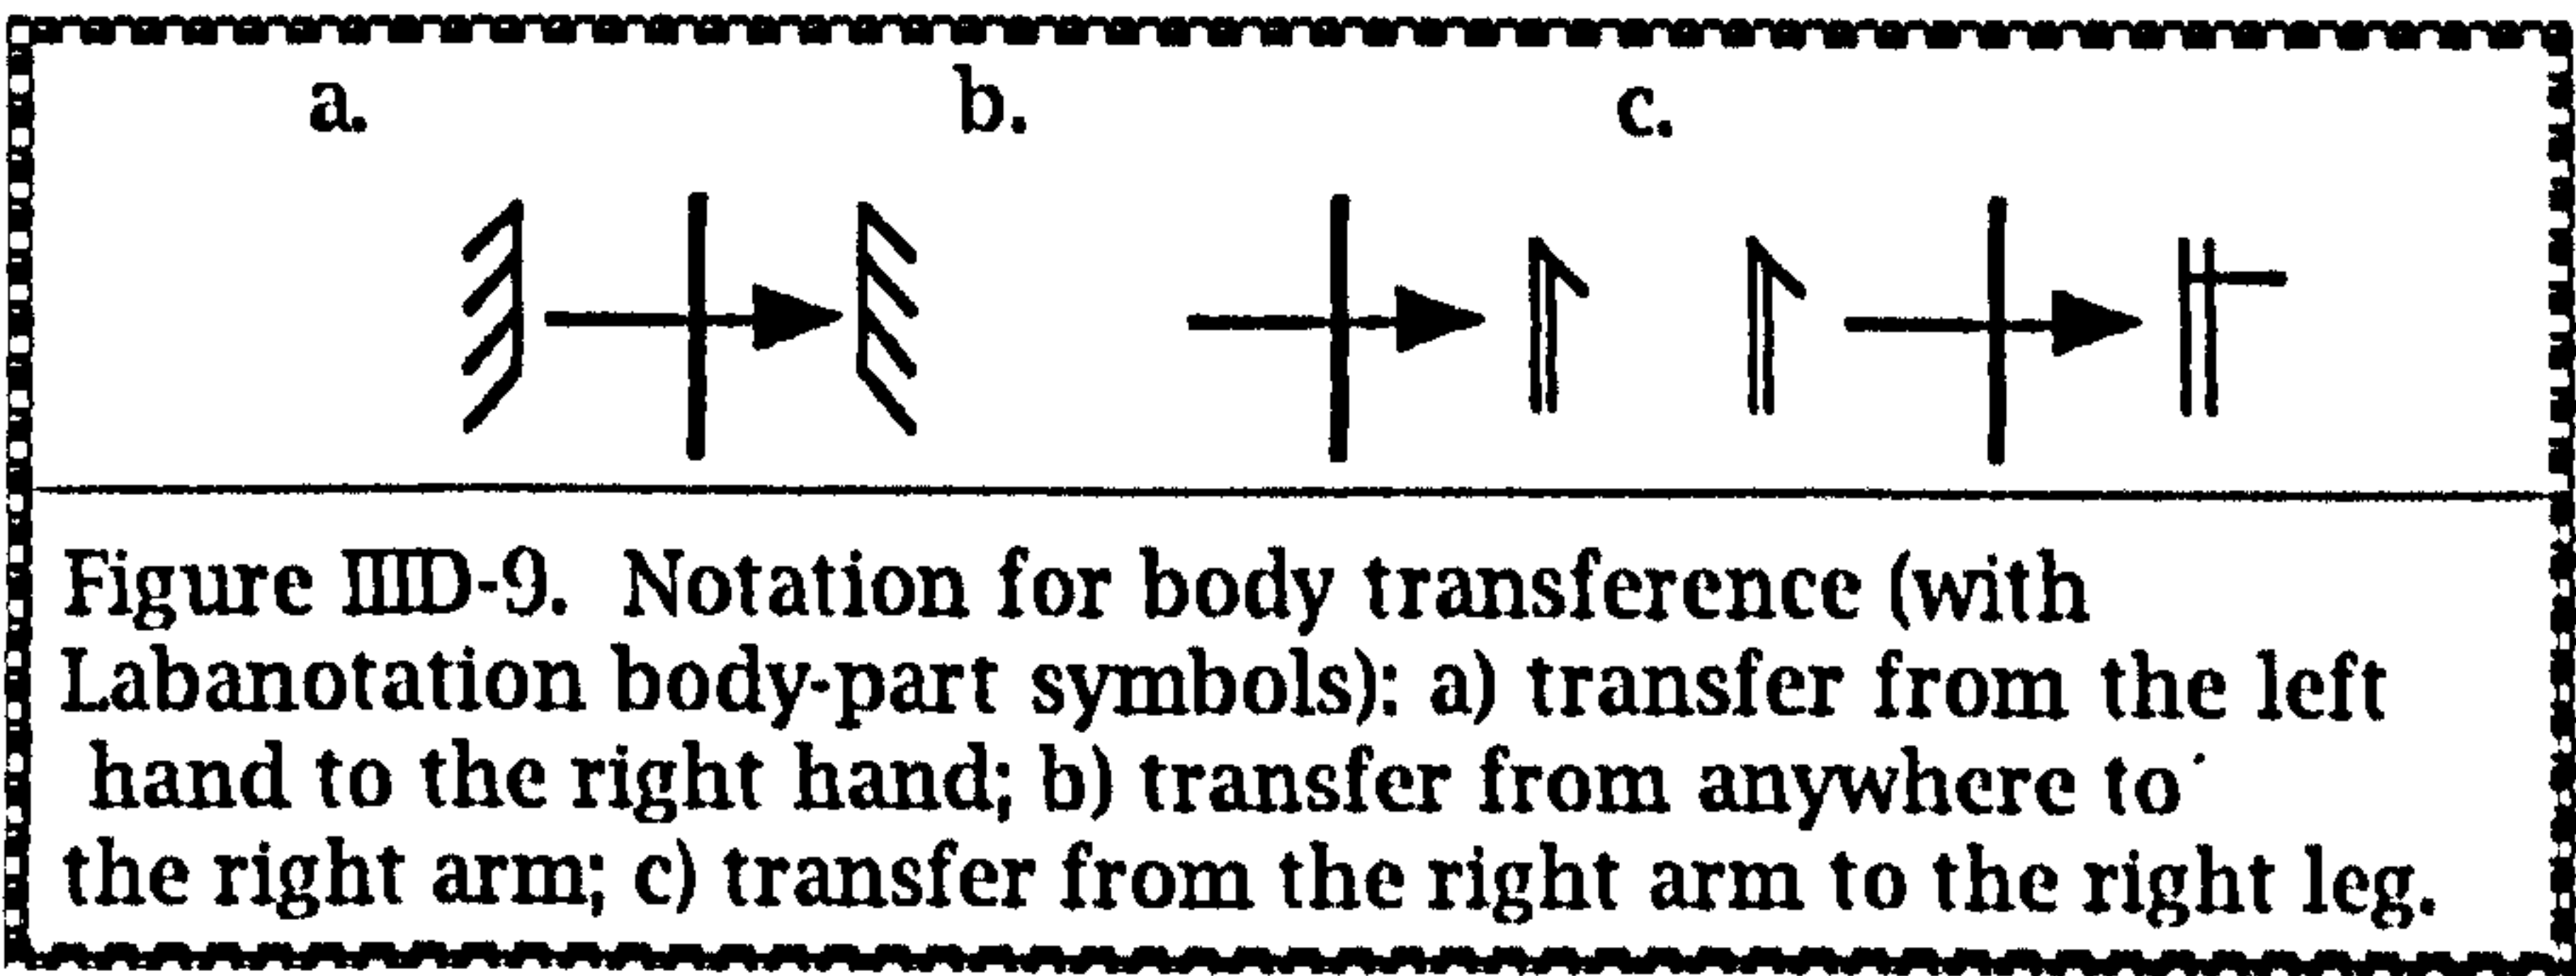 a. b. c.
Figure IIID-9. Notation for body transference (with
Labanotation body-part symbols): a) transfer from the left
hand to the right hand; b) transfer from anywhere to
the right arm; c) transfer from the right arm to the right leg.